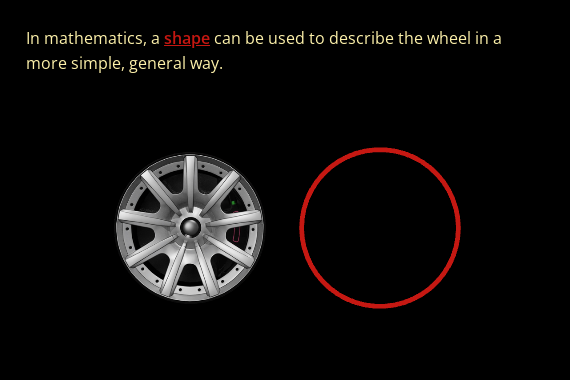 In mathematics, a shape can be used to describe the wheel in a
more simple, general way.